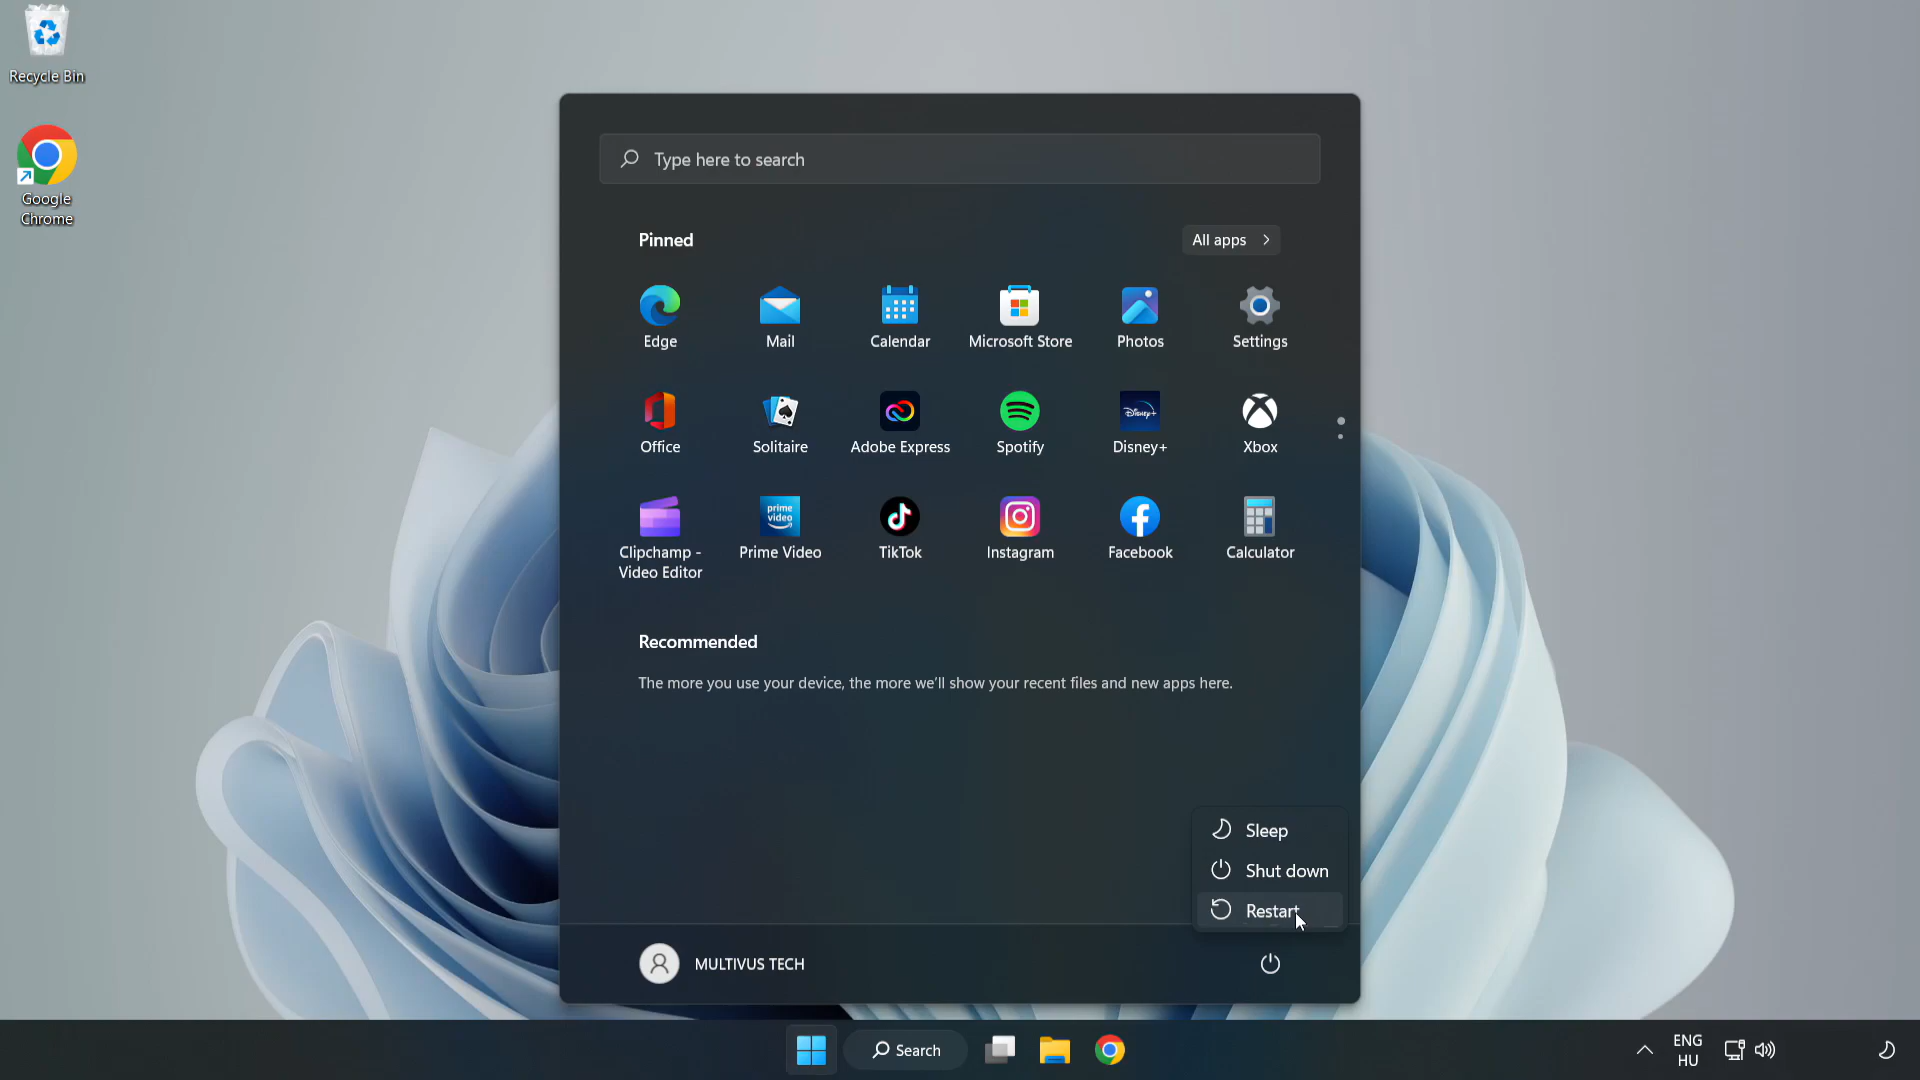 Recycle Bin
Google
Chrome
Type here to search
Pinned
All apps
Edge
Mail
Calendar
Microsoft Store
Photos
Settings
Office
Solitaire
Adobe Express
Spotify
Disney+
Disney+
Xbox
prime
video
Clipchamp -
Video Editor
Prime Video
TikTok
Instagram
Facebook
Calculator
Recommended
The more you use your device, the more we'll show your recent files and new apps here.
Sleep
Shut down
Restart
MULTIVUS TECH
Search
ENG
HU